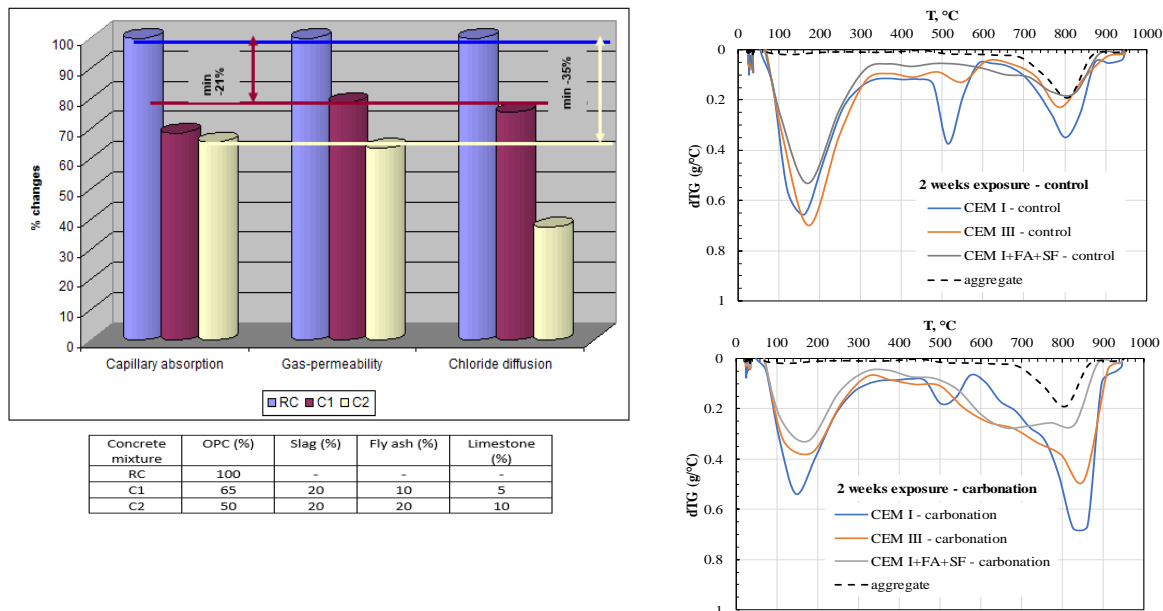 100
90
80
70
60
50
40
30
20
10
0
% changes
min
-21%
min -35%
Capillary absorption
Gas-permeability
Chloride diffusion
RC C1 C2
Concrete mixture OPC (%) Slag (%) Fly ash (%) Limestone (%)
RC 100 - - -
C1 65 20 10 5
C2 50 20 20 10
T, °C
0 100 200 300 400 500 600 700 800 900 1000
0
0.2
0.4
0.6
0.8
1
dTG (g/°C)
2 weeks exposure - control
CEM I - control
CEM III - control
CEM I+FA+SF - control
aggregate
T, °C
0 100 200 300 400 500 600 700 800 900 1000
0
0.2
0.4
0.6
0.8
1
dTG (g/°C)
2 weeks exposure - carbonation
CEM I - carbonation
CEM III - carbonation
CEM I+FA+SF - carbonation
aggregate